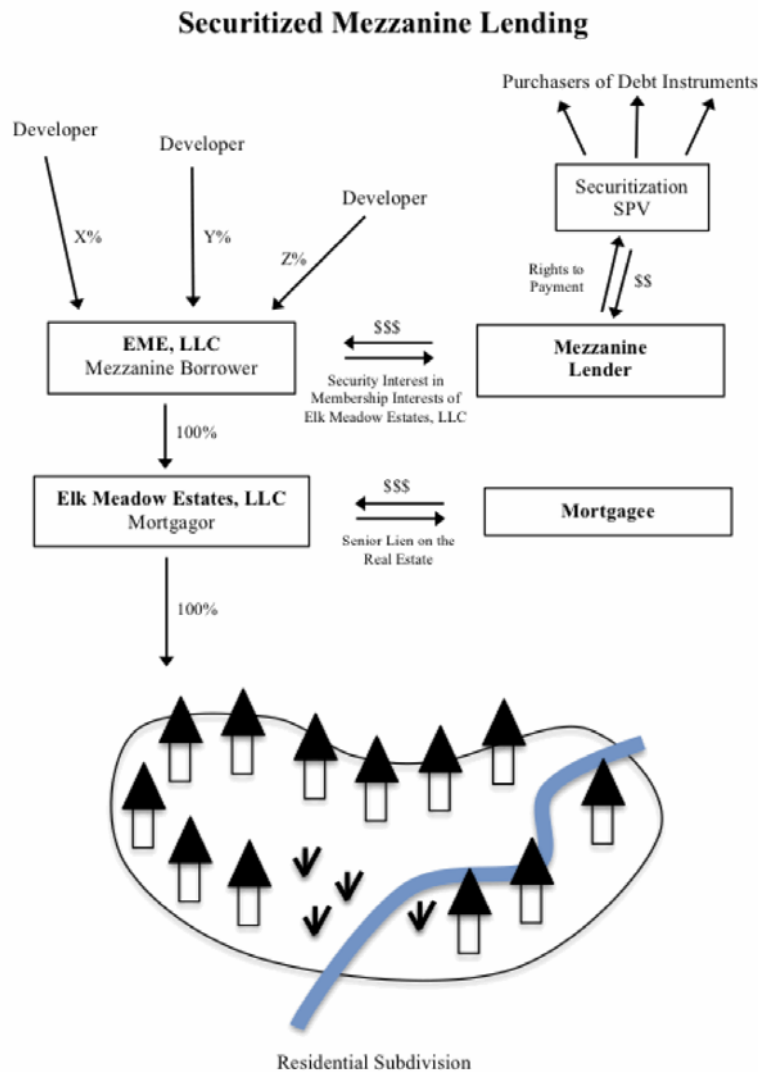 Securitized Mezzanine Lending
Purchasers of Debt Instruments
Developer
Developer
Developer
X%
Y%
Z%
Securitization
SPV
Rights to
Payment
$$
EME, LLC
Mezzanine Borrower
$$$
Security Interest in
Membership Interests of
Elk Meadow Estates, LLC
Mezzanine
Lender
100%
Elk Meadow Estates, LLC
Mortgagor
$$$
Senior Lien on the
Real Estate
Mortgagee
100%
Residential Subdivision